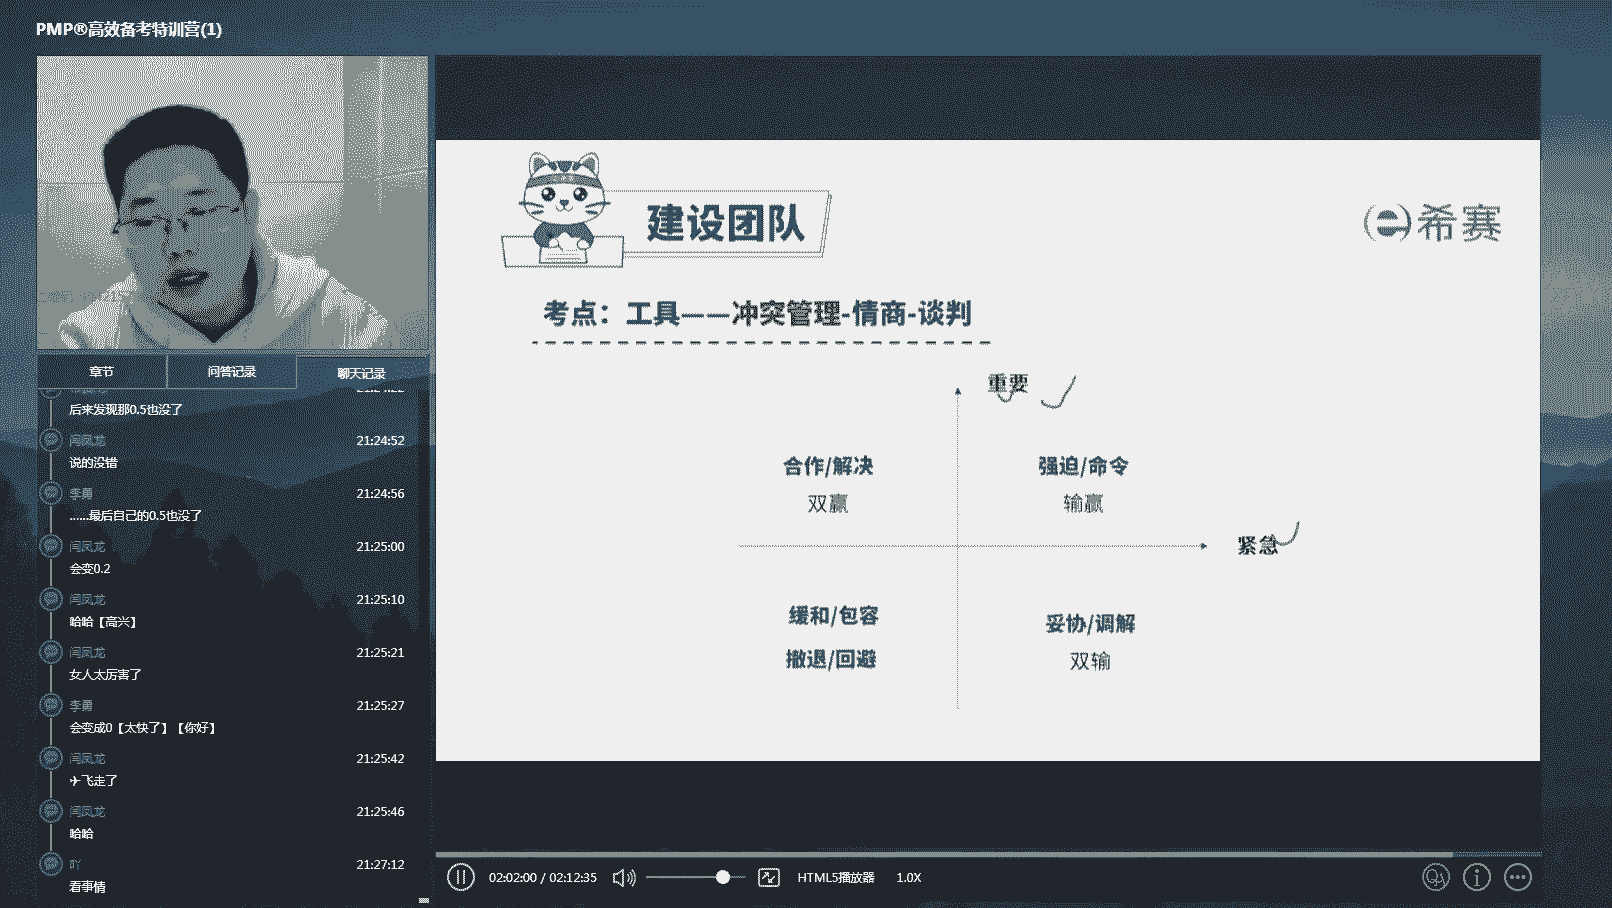 PMP®高效备考特训营(1)
章节
问答记录
聊天记录
后来发现那0.5也没了
闫凤龙
21:24:52
说的没错
李勇
21:24:56
......最后自己的0.5也没了
闫凤龙
21:25:00
会变0.2
闫凤龙
21:25:10
哈哈【高兴】
闫凤龙
21:25:21
女人太厉害了
李勇
21:25:27
会变成0【太快了】【你好】
闫凤龙
21:25:42
✈飞走了
闫凤龙
21:25:46
哈哈
吖
21:27:12
看事情
建设团队
希赛
考点：工具——冲突管理-情商-谈判
重要
合作/解决
双赢
强迫/命令
输赢
紧急
缓和/包容
撤退/回避
妥协/调解
双输
02:02:00 / 02:12:35
HTML5播放器
1.0X